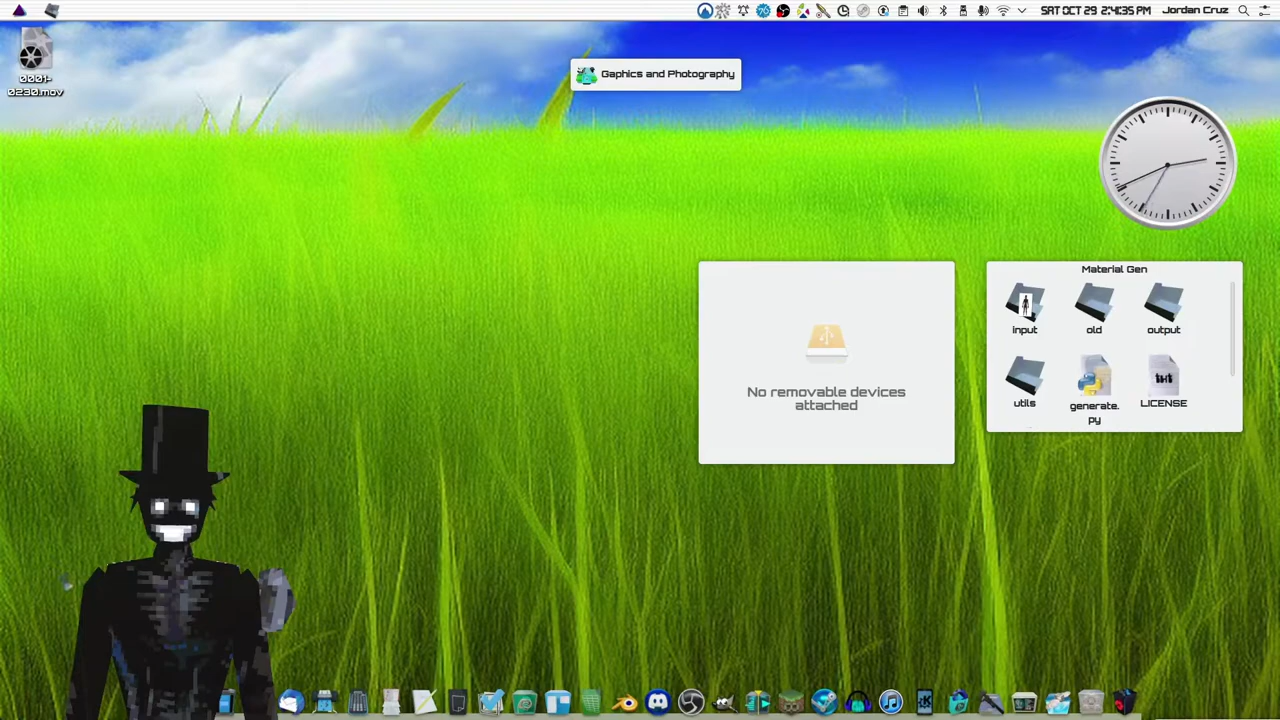 SAT OCT 29 2:41:35 PM
Jordan Cruz
0001-
0230.mov
Gaphics and Photography
Material Gen
input
old
output
utils
generate.
py
LICENSE
No removable devices
attached